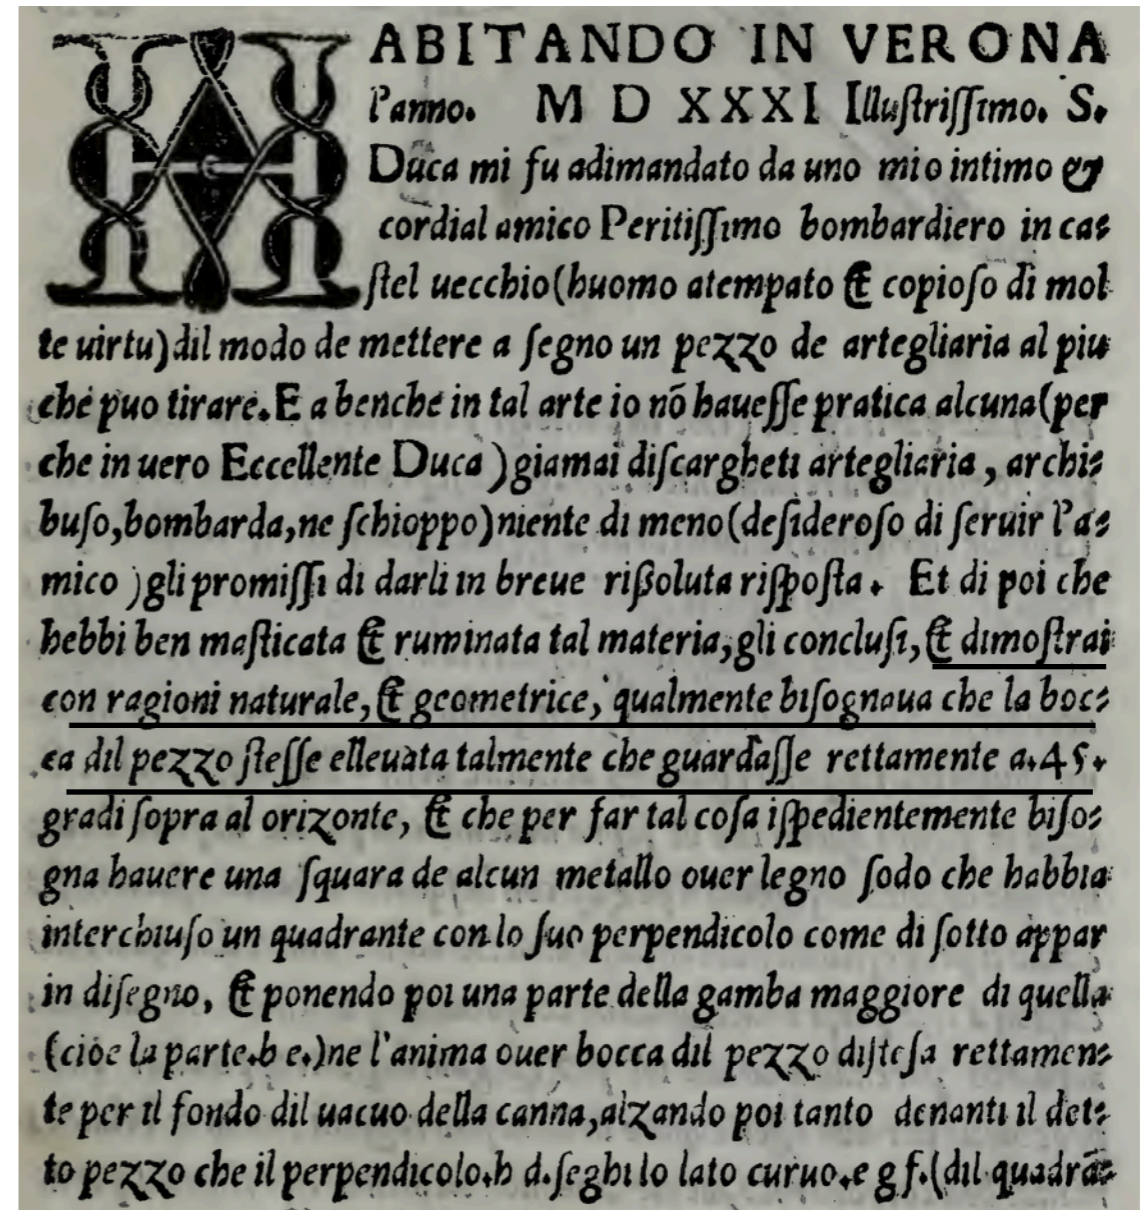 HABITANDO IN VERONA
l'anno. M D XXXI Illuſtriſſimo. S.
Duca mi fu adimandato da uno mio intimo &
cordial amico Peritiſſimo bombardiero in ca⸗
ſtel uecchio (huomo atempato & copioſo di mol
te uirtu) dil modo de mettere a ſegno un pezzo de artegliaria al piu
che puo tirare. E a benche in tal arte io nõ haueſſe pratica alcuna (per
che in uero Eccellente Duca ) giamai diſcargheti artegliaria, archi⸗
buſo, bombarda, ne ſchioppo) niente di meno (deſideroſo di ſeruir l'a⸗
mico ) gli promiſſi di darli in breue rißoluta riſpoſta. Et di poi che
hebbi ben maſticata & ruminata tal materia, gli concluſi, & dimoſtrai
con ragioni naturale, & geometrice, qualmente biſognaua che la boc⸗
ca dil pezzo ſteſſe elleuata talmente che guardaſſe rettamente a. 45.
gradi ſopra al orizonte, & che per far tal coſa iſpedientemente biſo⸗
gna hauere una ſquara de alcun metallo ouer legno ſodo che habbia
interchiuſo un quadrante con lo ſuo perpendicolo come di ſotto appar
in diſegno, & ponendo poi una parte della gamba maggiore di quella
(cioe la parte. b e.) ne l'anima ouer bocca dil pezzo diſteſa rettamen⸗
te per il fondo dil uacuo della canna, alzando poi tanto denanti il det⸗
to pezzo che il perpendicolo. h d. ſeghi lo lato curuo. e g f. (dil quadrã⸗